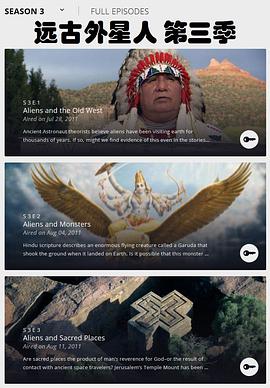 SEASON 3
FULL EPISODES
远古外星人 第三季
S3 E1
Aliens and the Old West
Aired on Jul 28, 2011
Ancient Astronaut theorists believe aliens have been visiting earth for
thousands of years. If so, might we find evidence of this even in the stories...
S3 E2
Aliens and Monsters
Aired on Aug 04, 2011
Hindu scripture describes an enormous flying creature called a Garuda that
shook the ground when it landed on Earth. Is it possible that this monster ...
S3 E3
Aliens and Sacred Places
Aired on Aug 11, 2011
Are sacred places the product of man's reverence for God–or the result of
contact with ancient space travelers? Jerusalem's Temple Mount has been ...